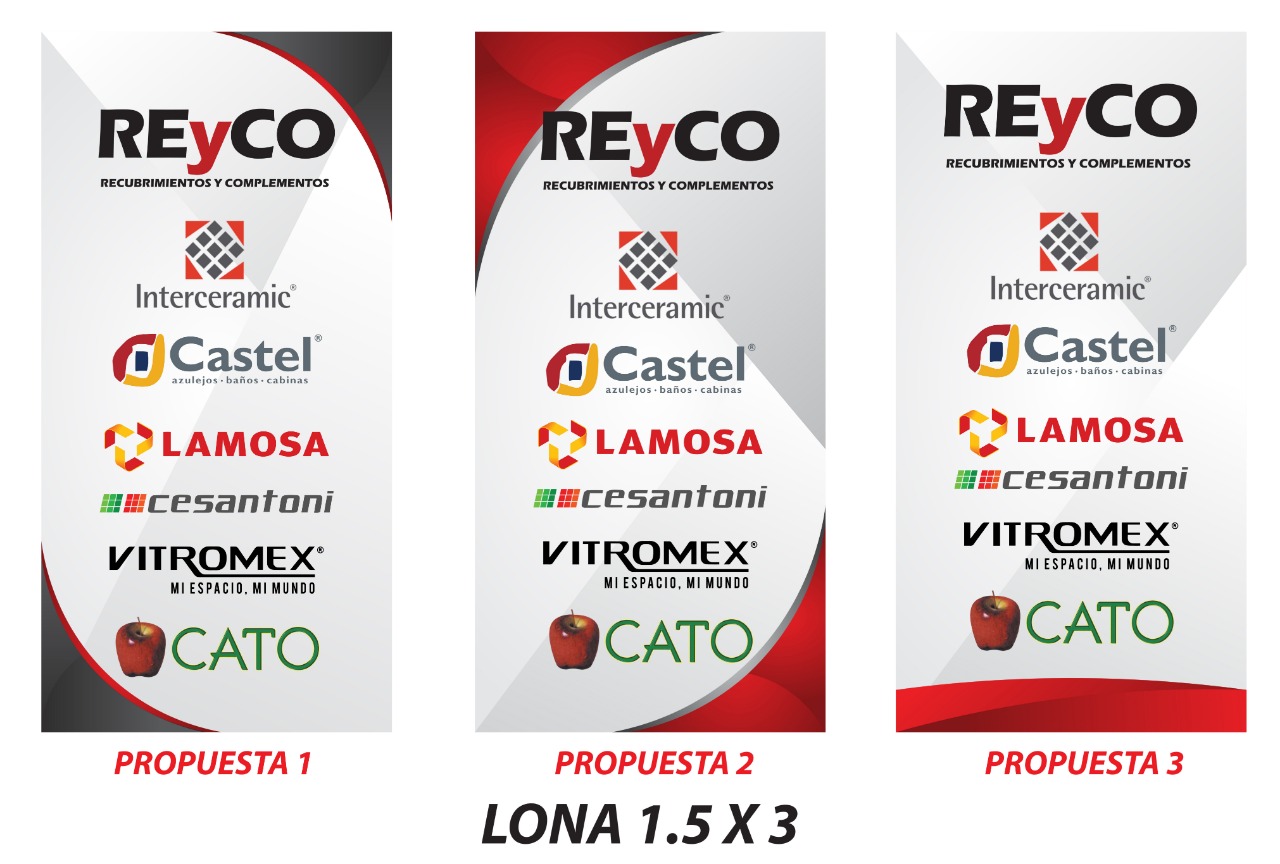 REyCO
RECUBRIMIENTOS Y COMPLEMENTOS
Interceramic®
Castel®
azulejos · baños · cabinas
LAMOSA
cesantoni
VITROMEX®
MI ESPACIO, MI MUNDO
CATO
PROPUESTA 1
REyCO
RECUBRIMIENTOS Y COMPLEMENTOS
Interceramic®
Castel®
azulejos · baños · cabinas
LAMOSA
cesantoni
VITROMEX®
MI ESPACIO, MI MUNDO
CATO
PROPUESTA 2
REyCO
RECUBRIMIENTOS Y COMPLEMENTOS
Interceramic®
Castel®
azulejos · baños · cabinas
LAMOSA
cesantoni
VITROMEX®
MI ESPACIO, MI MUNDO
CATO
PROPUESTA 3
LONA 1.5 X 3